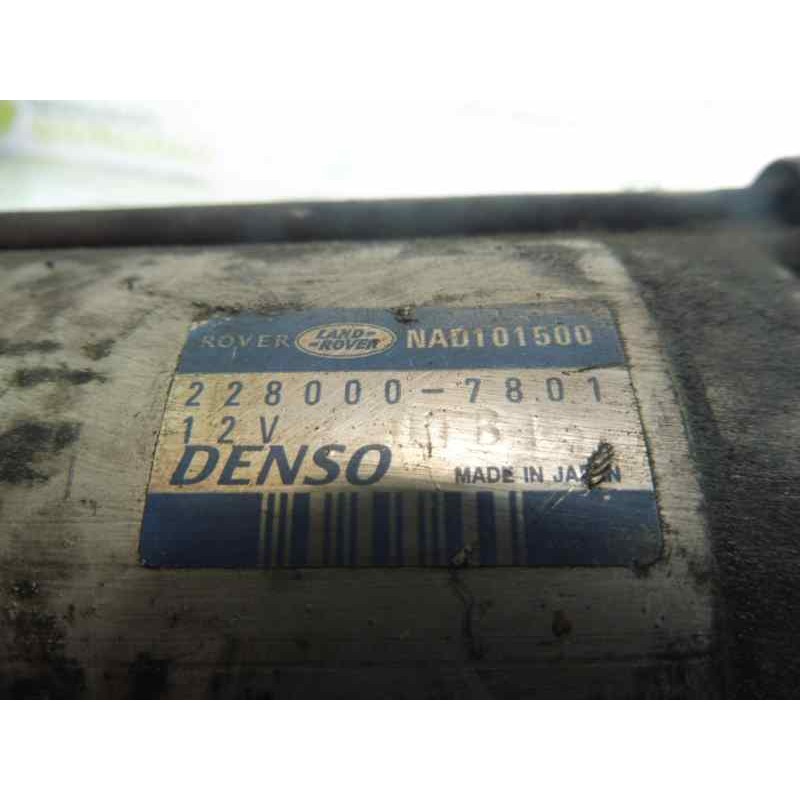 ROVER LAND-ROVER NAD101500
228000-7801
12V
DENSO MADE IN JAPAN